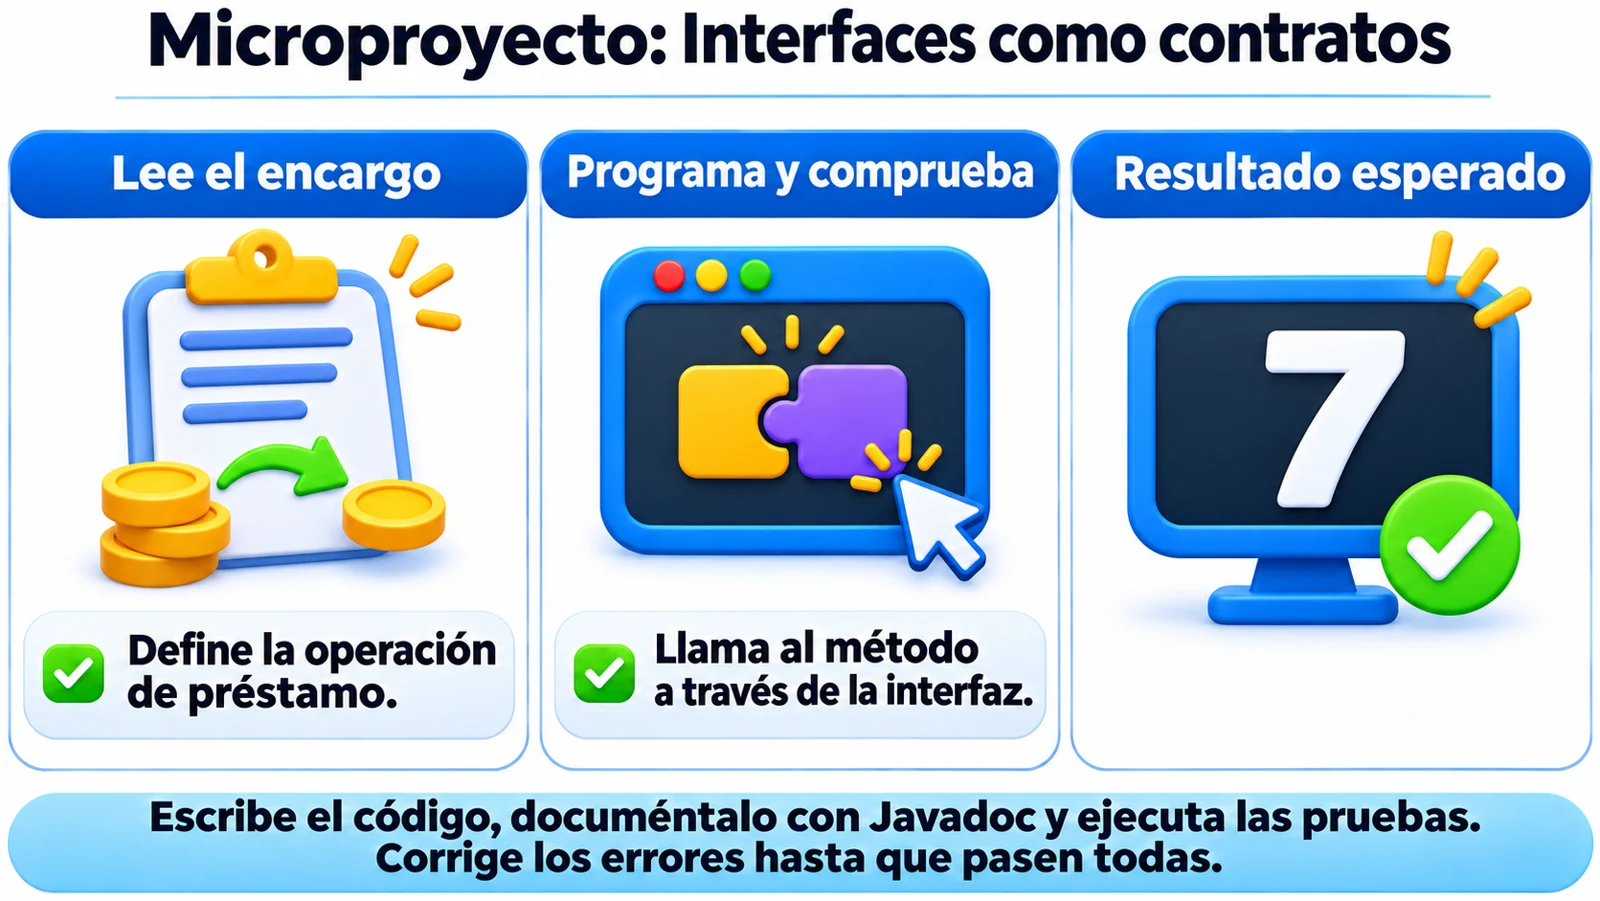 Microproyecto: Interfaces como contratos
Lee el encargo
Define la operación
de préstamo.
Programa y comprueba
Llama al método
a través de la interfaz.
Resultado esperado
7
Escribe el código, documéntalo con Javadoc y ejecuta las pruebas.
Corrige los errores hasta que pasen todas.